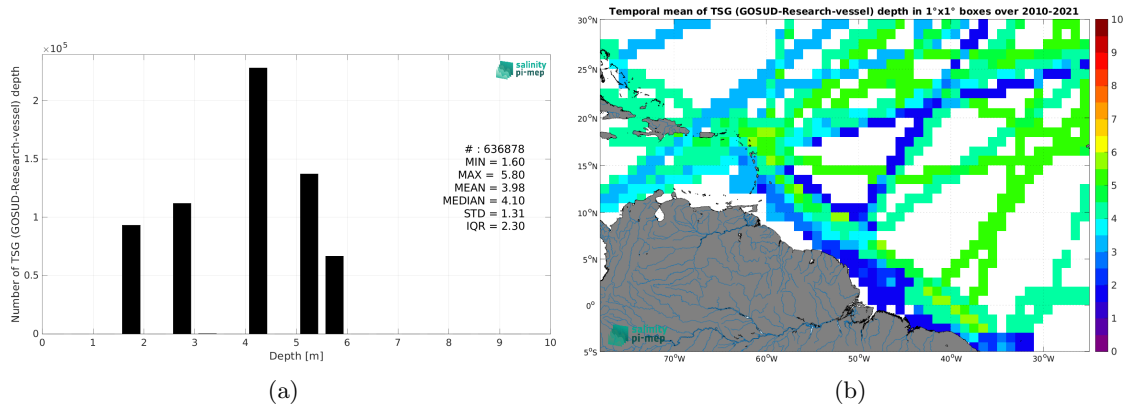 ×10⁵
2
1.5
1
0.5
0
Number of TSG (GOSUD-Research-vessel) depth
0 1 2 3 4 5 6 7 8 9 10
Depth [m]
salinity
pi-mep
# : 636878
MIN = 1.60
MAX = 5.80
MEAN = 3.98
MEDIAN = 4.10
STD = 1.31
IQR = 2.30
(a)
Temporal mean of TSG (GOSUD-Research-vessel) depth in 1°x1° boxes over 2010-2021
30°N
25°N
20°N
15°N
10°N
5°N
0°
5°S
70°W 60°W 50°W 40°W 30°W
salinity
pi-mep
10
9
8
7
6
5
4
3
2
1
0
(b)